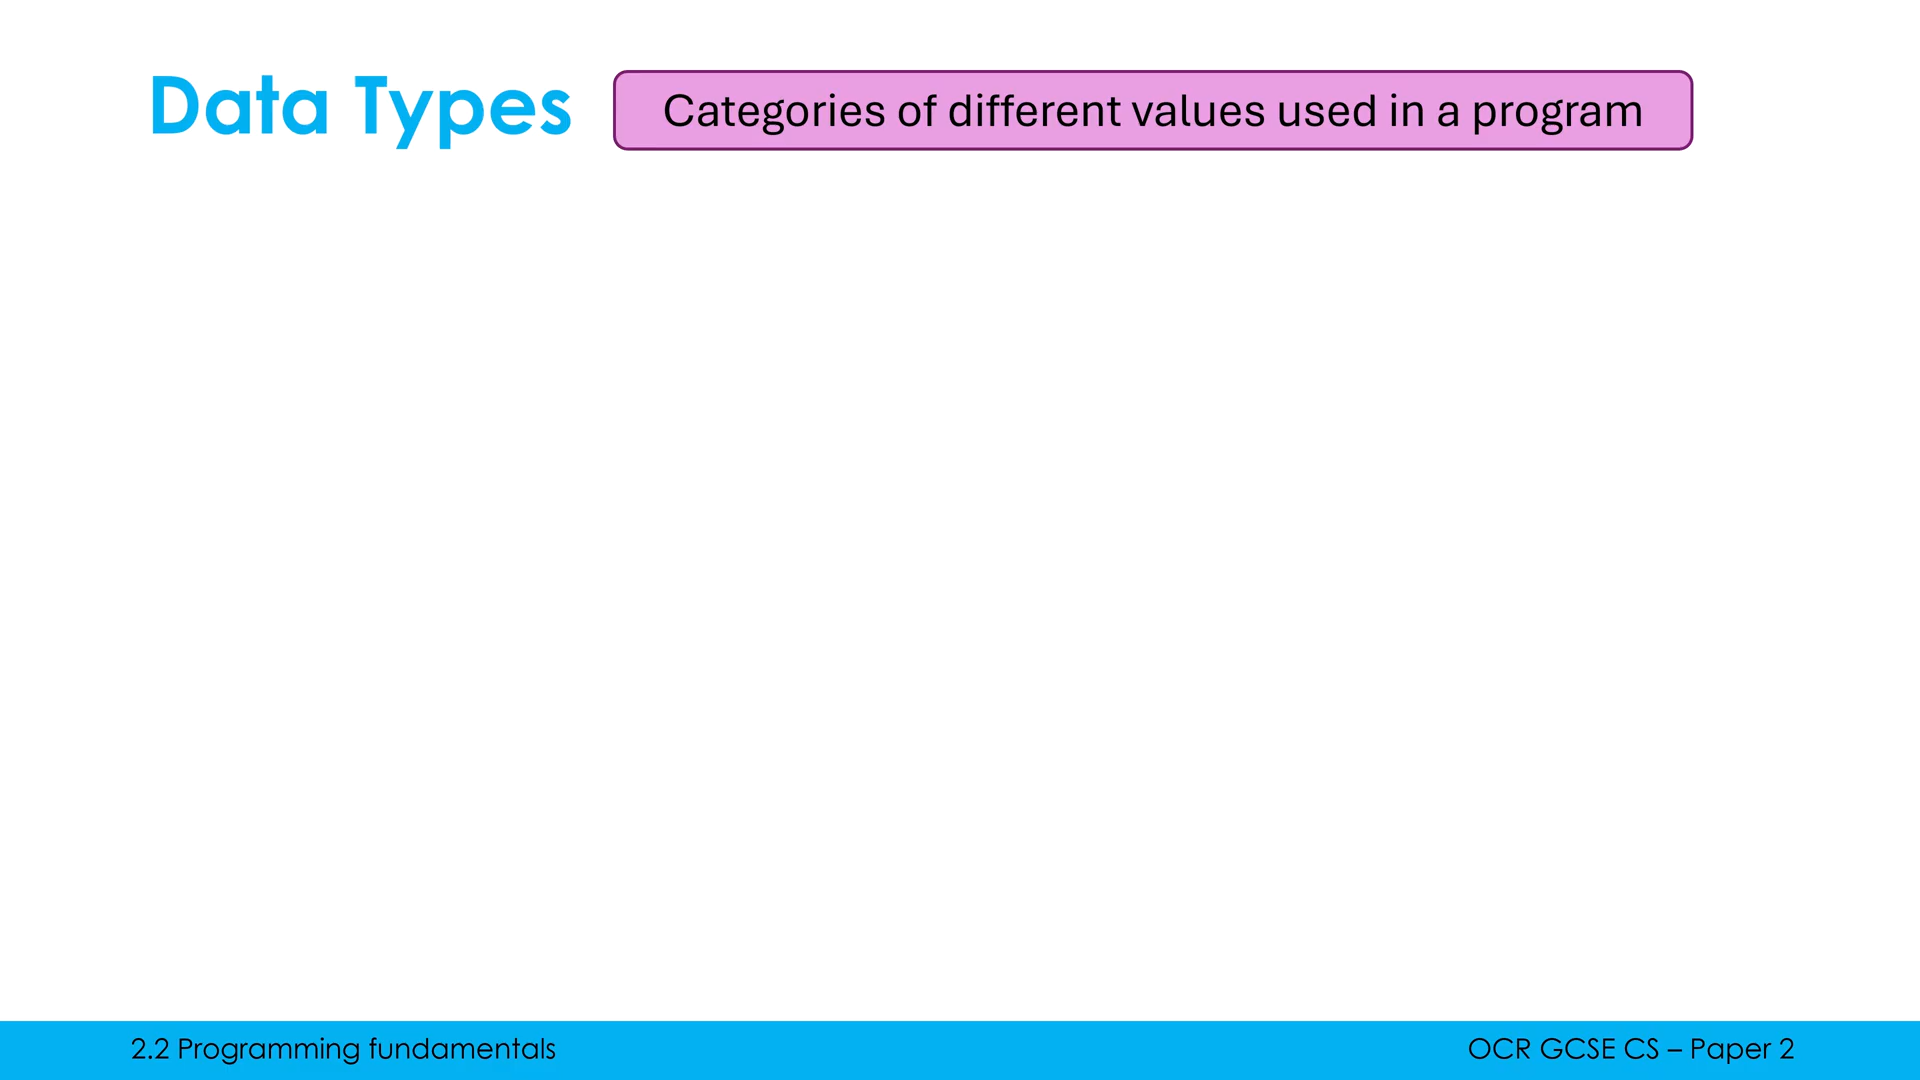 Data Types
Categories of different values used in a program
2.2 Programming fundamentals
OCR GCSE CS – Paper 2